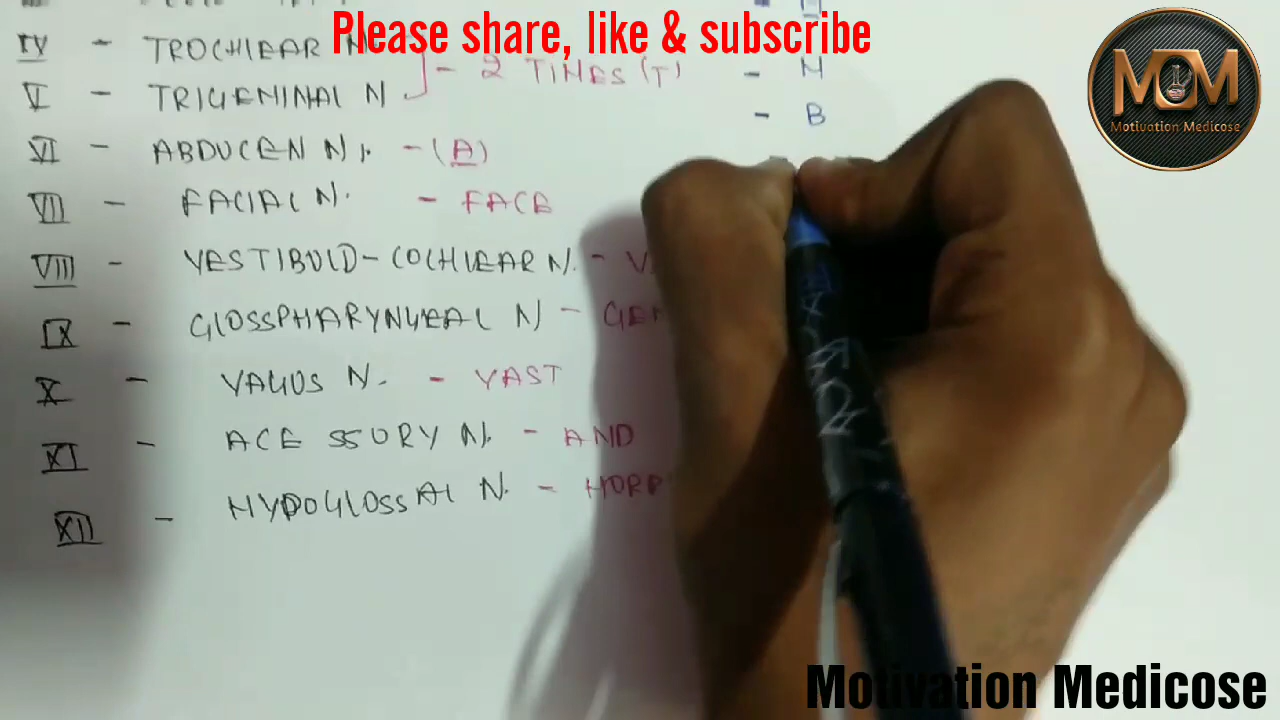 Please share, like & subscribe
MOM
Motivation Medicose
IV - TROCHLEAR
V - TRIGEMINAL N ] - 2 TIMES (T) - M
- B
VI - ABDUCEN N. - (A)
VII - FACIAL N. - FACE
VIII - VESTIBULO-COCHLEAR N. -
IX - GLOSSPHARYNGEAL N -
X - VAGUS N. - VAST
XI - ACESSORY N. - AND
XII - HYPOGLOSSAL N. -
Motivation Medicose